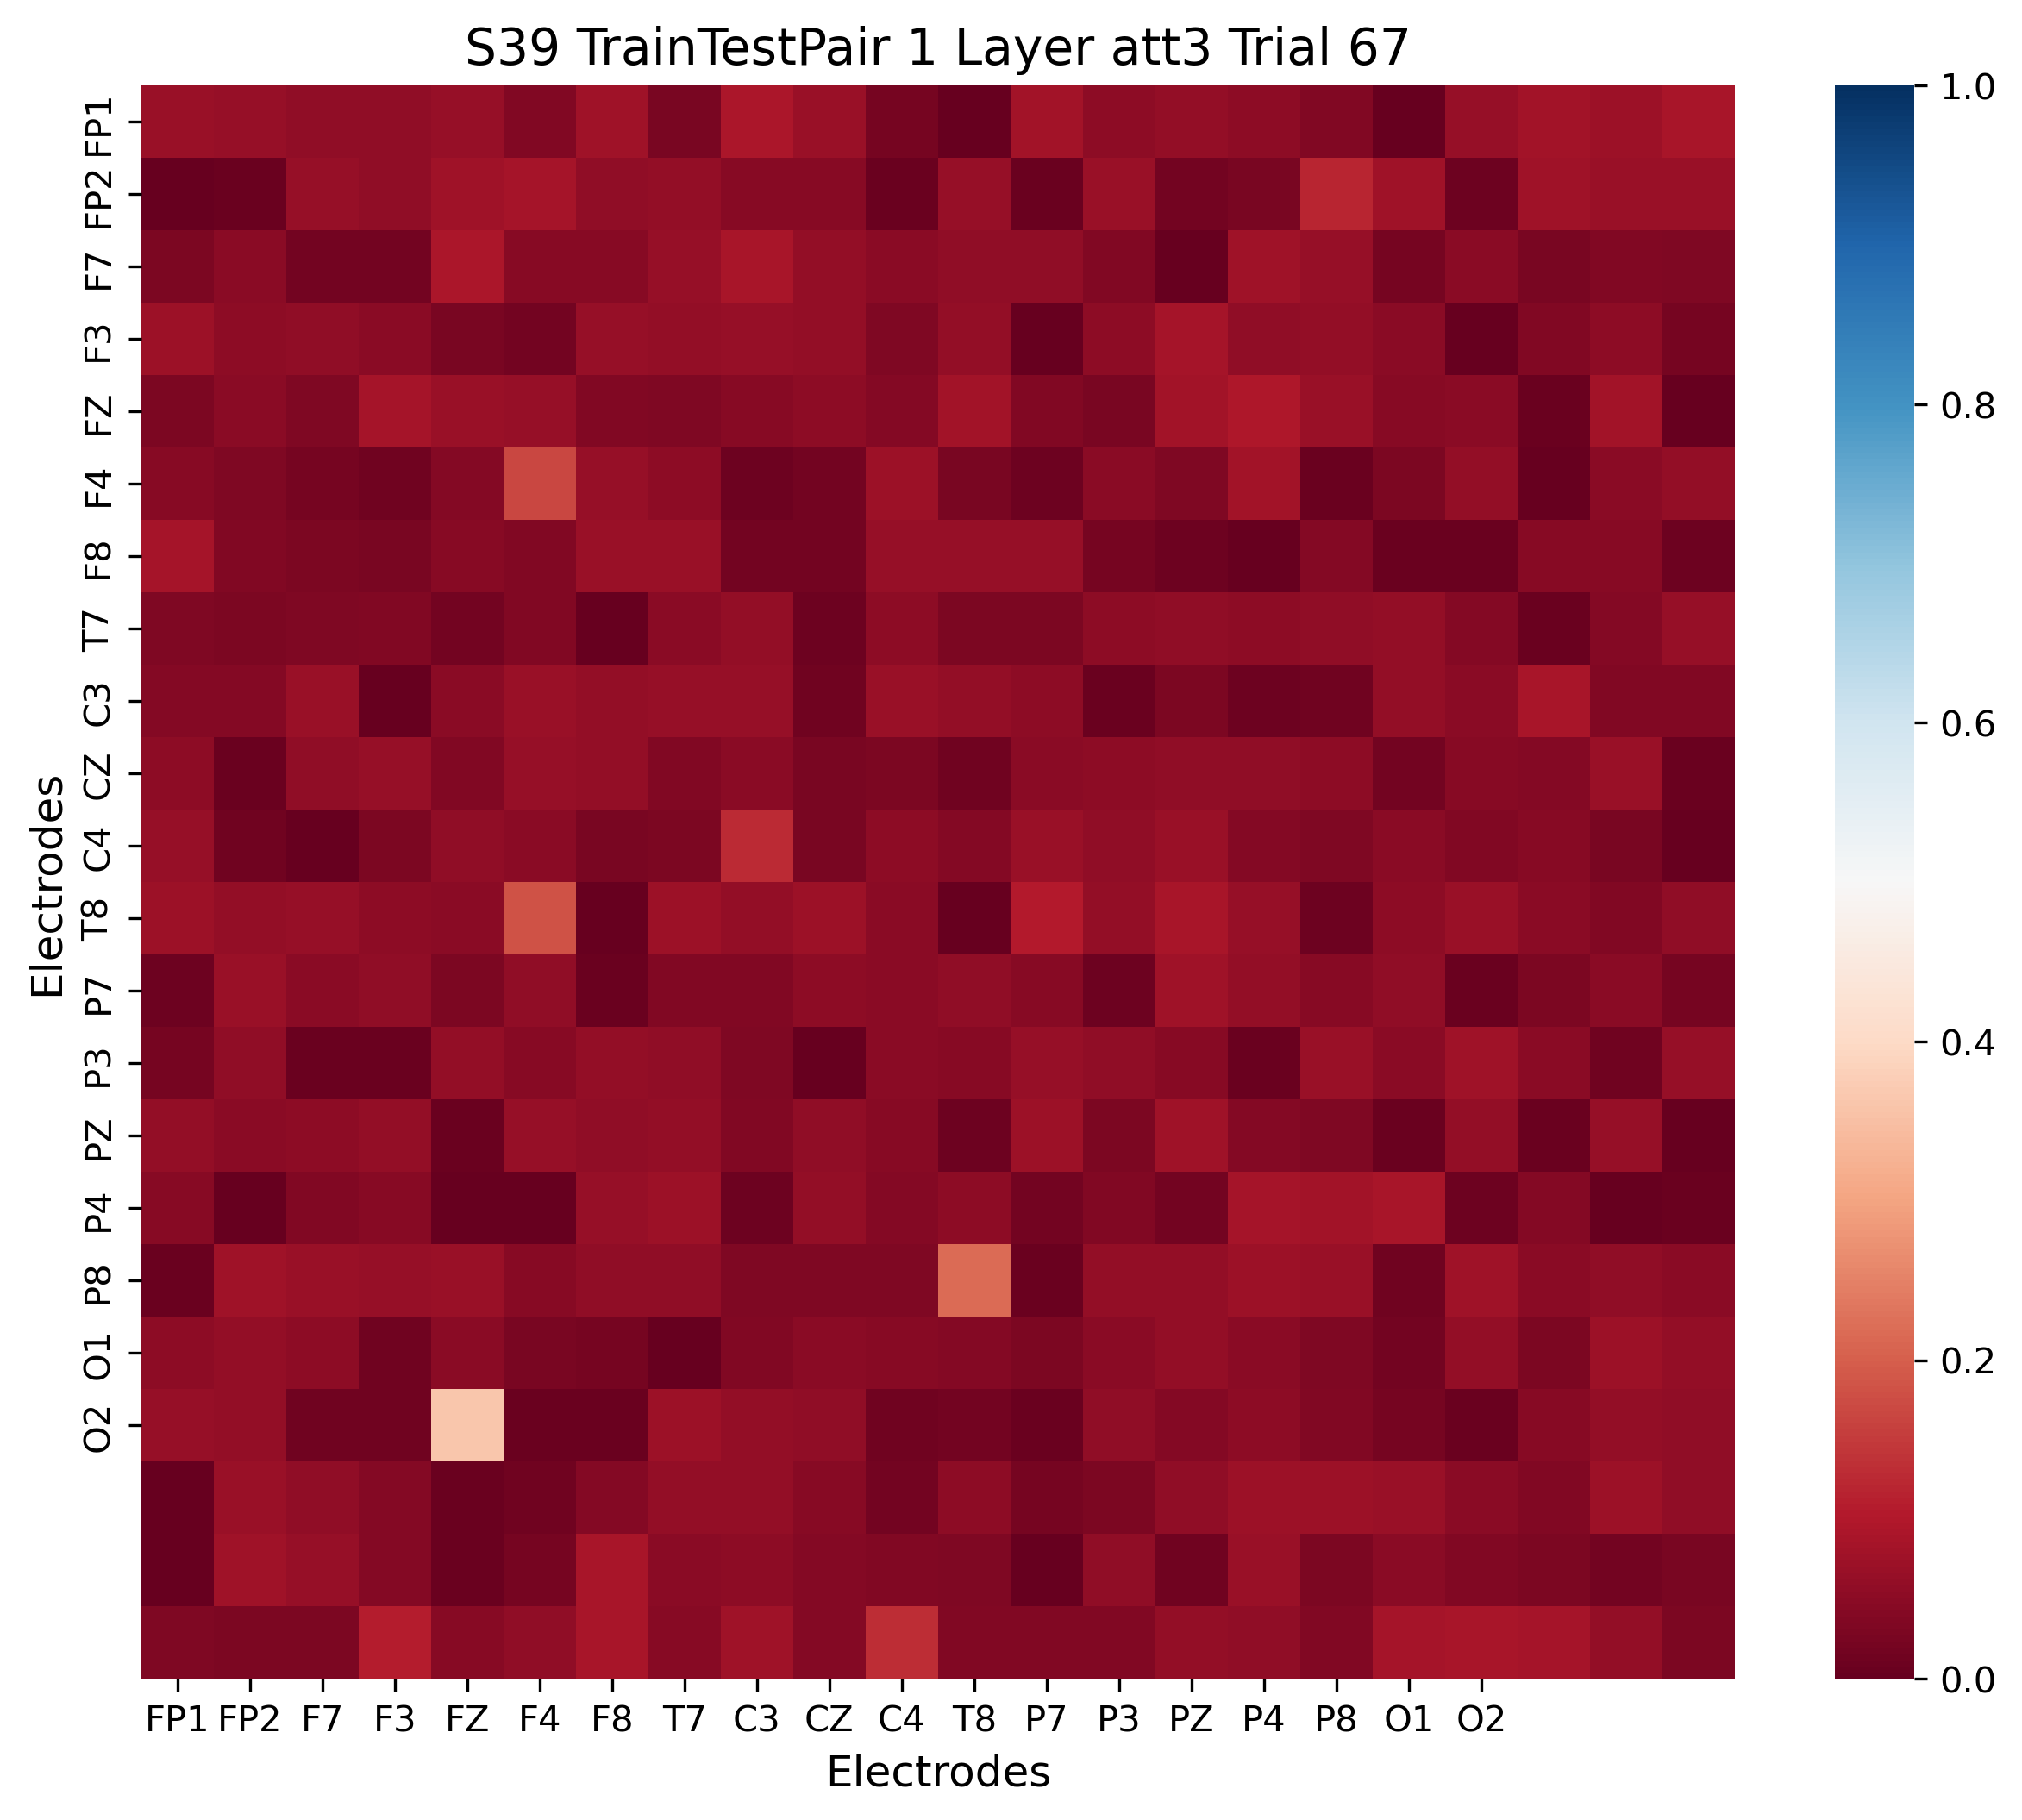 S39 TrainTestPair 1 Layer att3 Trial 67
Electrodes
FP1
FP2
F7
F3
FZ
F4
F8
T7
C3
CZ
C4
T8
P7
P3
PZ
P4
P8
O1
O2
FP1 FP2 F7 F3 FZ F4 F8 T7 C3 CZ C4 T8 P7 P3 PZ P4 P8 O1 O2
Electrodes
1.0
0.8
0.6
0.4
0.2
0.0